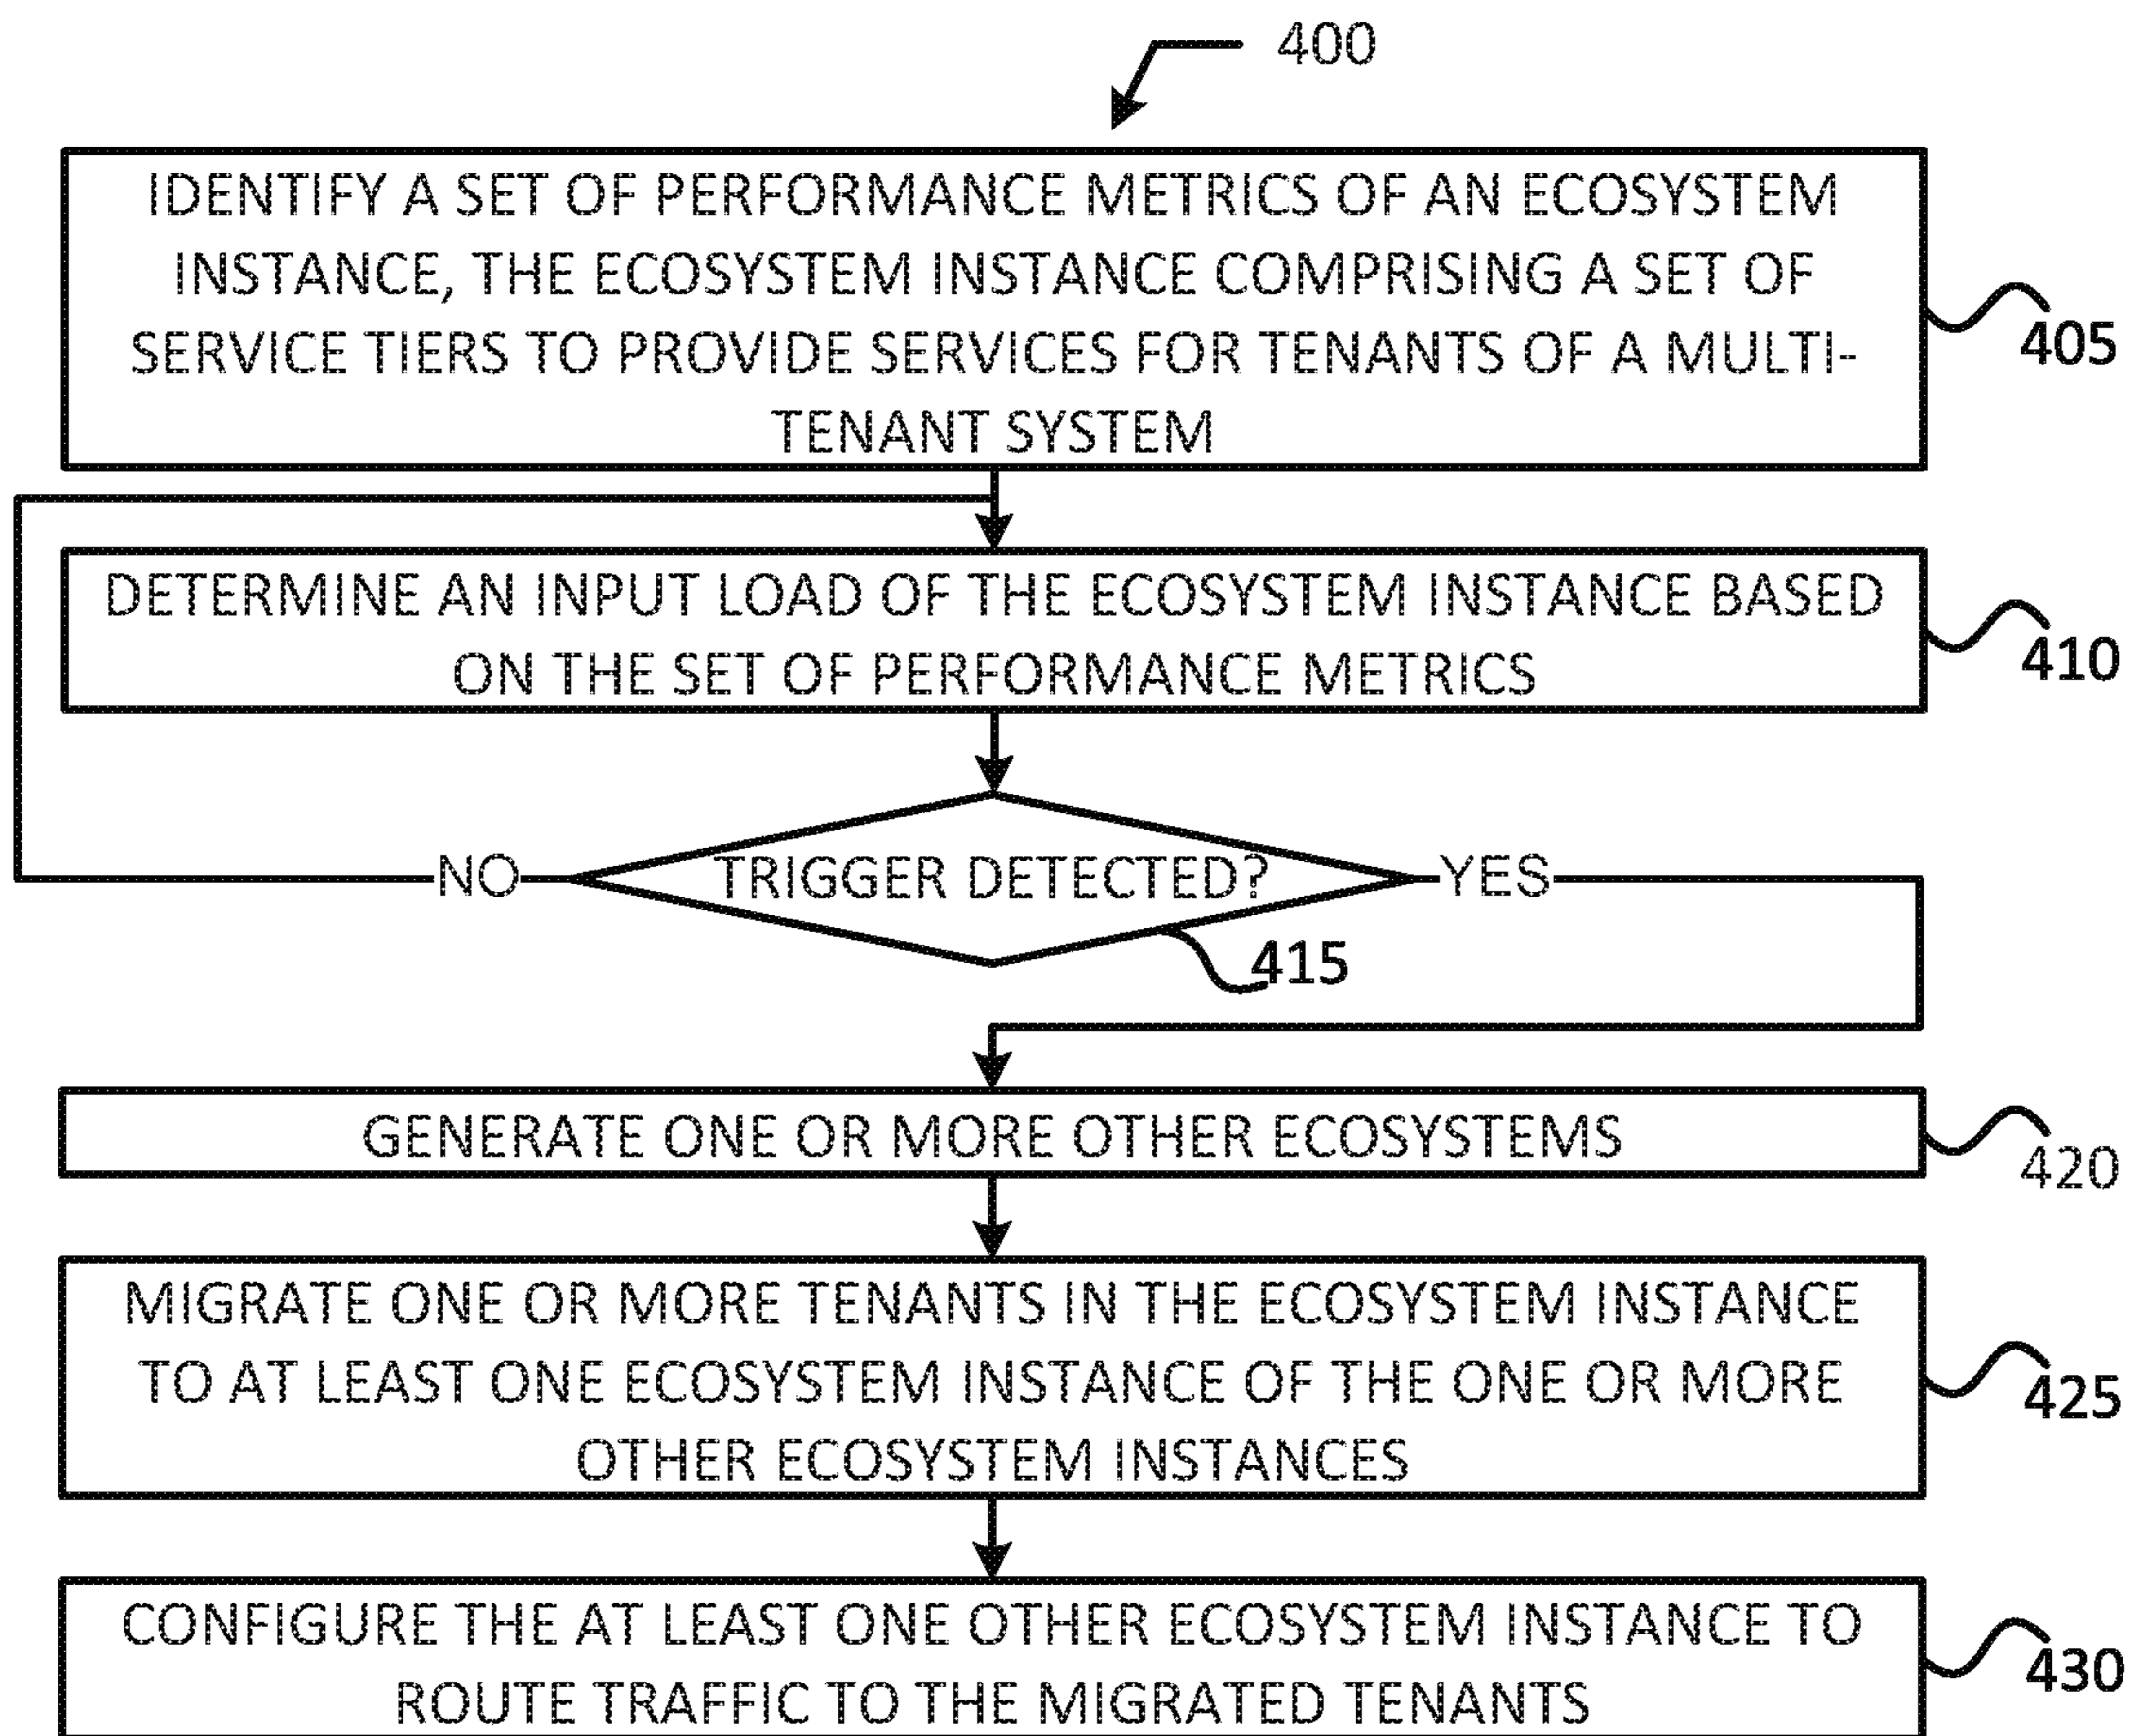 400
IDENTIFY A SET OF PERFORMANCE METRICS OF AN ECOSYSTEM
INSTANCE, THE ECOSYSTEM INSTANCE COMPRISING A SET OF
SERVICE TIERS TO PROVIDE SERVICES FOR TENANTS OF A MULTI-
TENANT SYSTEM
405
DETERMINE AN INPUT LOAD OF THE ECOSYSTEM INSTANCE BASED
ON THE SET OF PERFORMANCE METRICS
410
NO
TRIGGER DETECTED?
YES
415
GENERATE ONE OR MORE OTHER ECOSYSTEMS
420
MIGRATE ONE OR MORE TENANTS IN THE ECOSYSTEM INSTANCE
TO AT LEAST ONE ECOSYSTEM INSTANCE OF THE ONE OR MORE
OTHER ECOSYSTEM INSTANCES
425
CONFIGURE THE AT LEAST ONE OTHER ECOSYSTEM INSTANCE TO
ROUTE TRAFFIC TO THE MIGRATED TENANTS
430